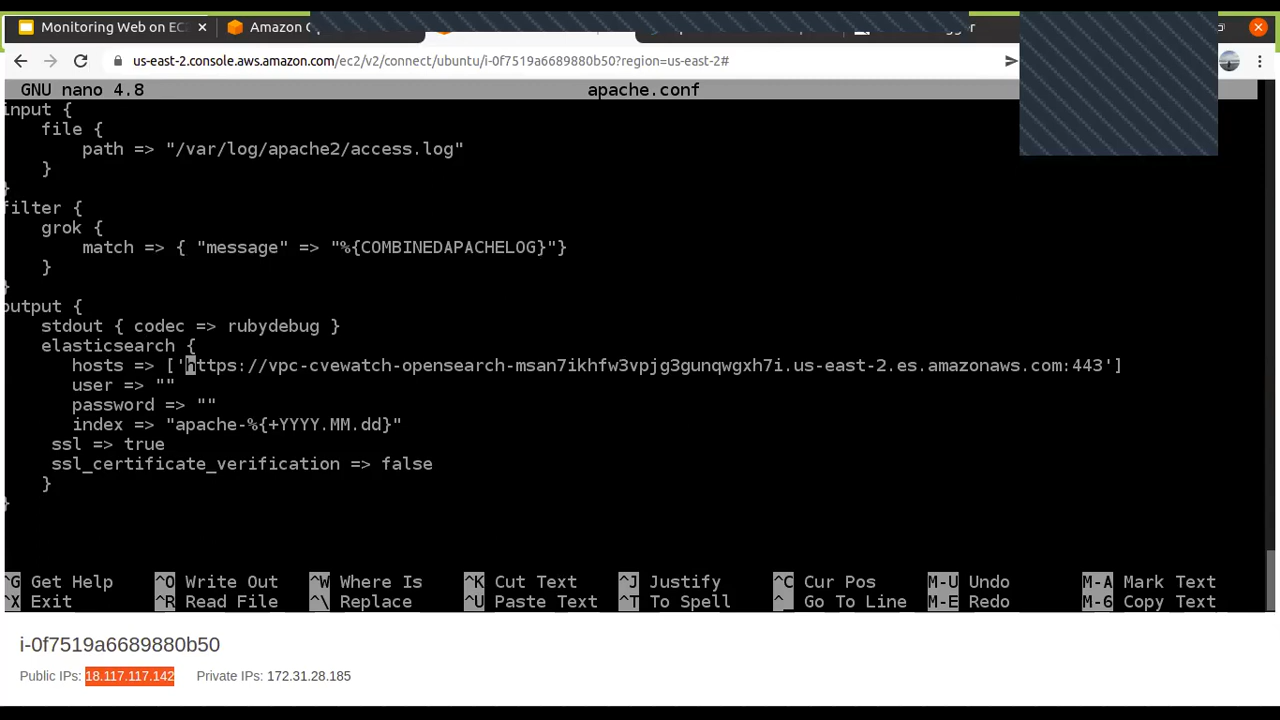 Monitoring Web on EC
Amazon
us-east-2.console.aws.amazon.com/ec2/v2/connect/ubuntu/i-0f7519a6689880b50?region=us-east-2#
GNU nano 4.8 apache.conf
input {
file {
path => "/var/log/apache2/access.log"
}
}
filter {
grok {
match => { "message" => "%{COMBINEDAPACHELOG}"}
}
}
output {
stdout { codec => rubydebug }
elasticsearch {
hosts => ['https://vpc-cvewatch-opensearch-msan7ikhfw3vpjg3gunqwgxh7i.us-east-2.es.amazonaws.com:443']
user => ""
password => ""
index => "apache-%{+YYYY.MM.dd}"
ssl => true
ssl_certificate_verification => false
}
}
^G Get Help ^O Write Out ^W Where Is ^K Cut Text ^J Justify ^C Cur Pos M-U Undo M-A Mark Text
^X Exit ^R Read File ^\ Replace ^U Paste Text ^T To Spell ^_ Go To Line M-E Redo M-6 Copy Text
i-0f7519a6689880b50
Public IPs: 18.117.117.142 Private IPs: 172.31.28.185